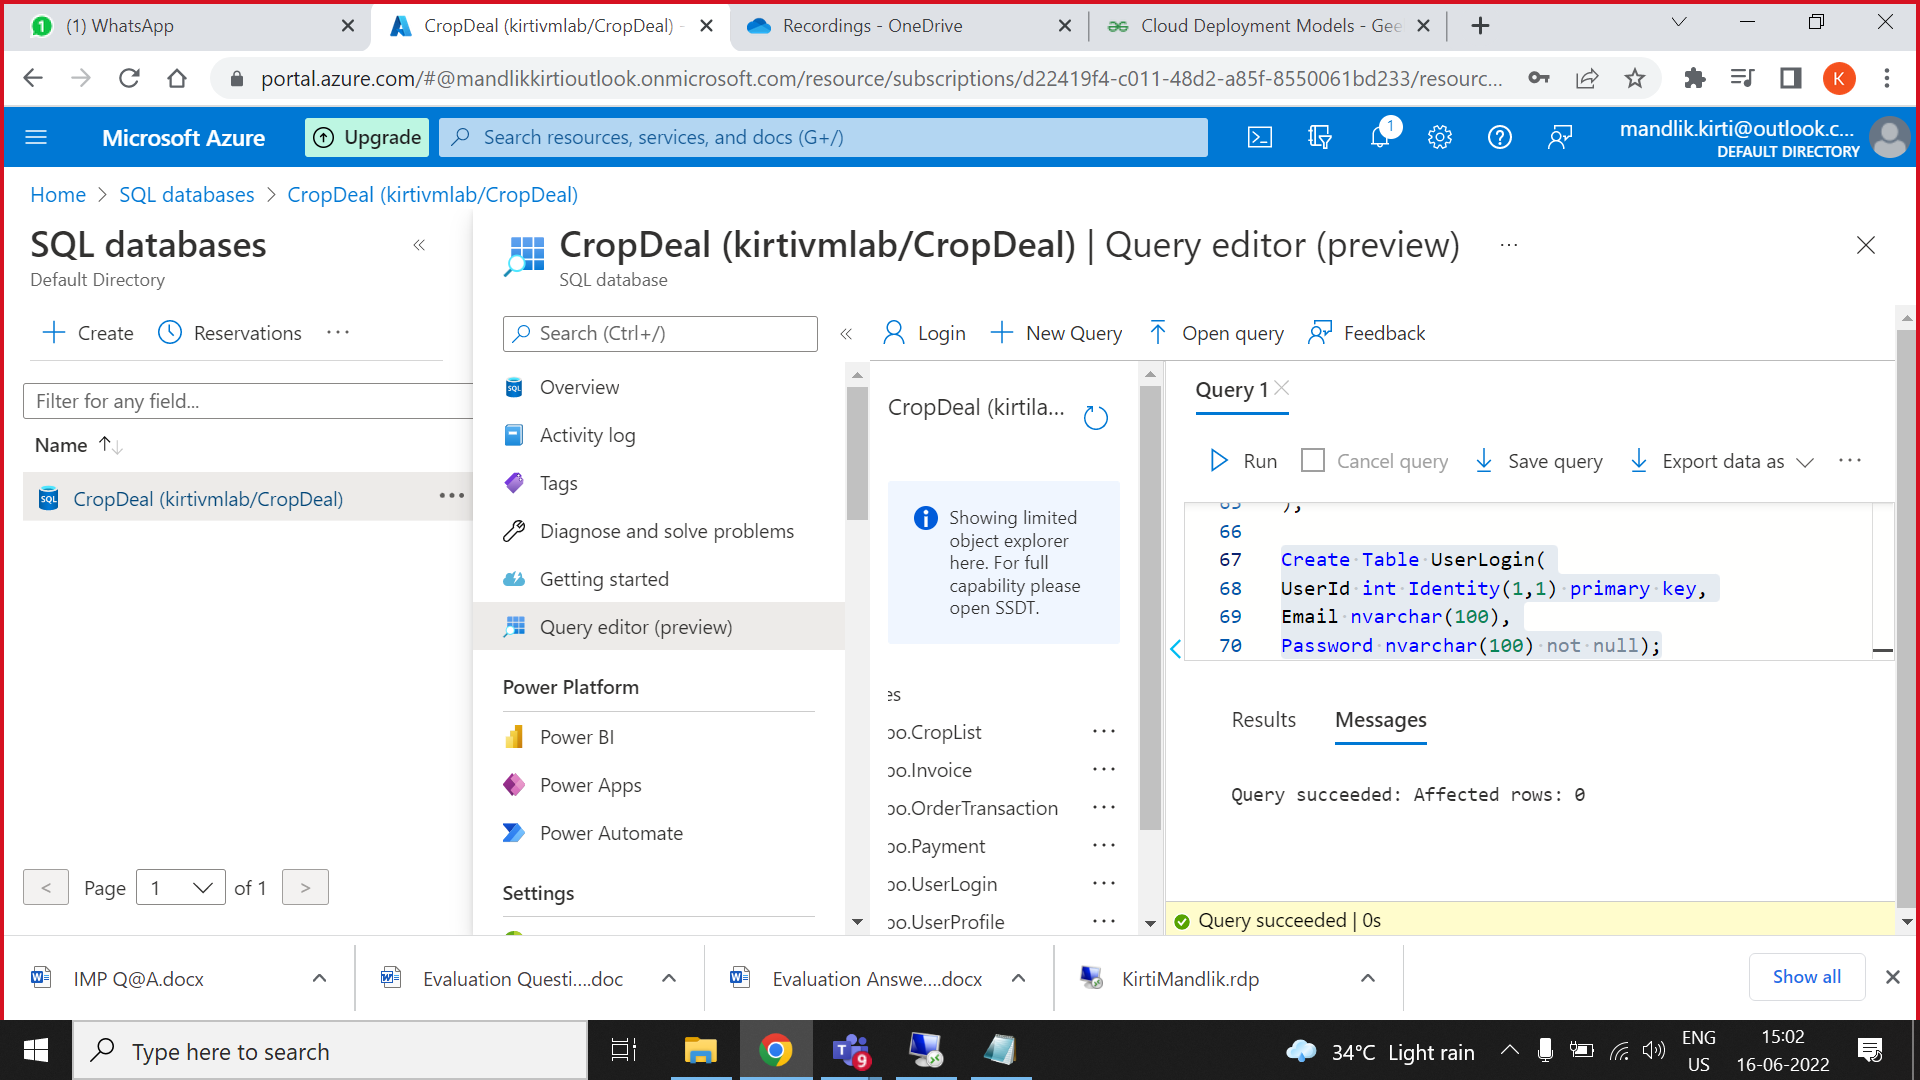 (1) WhatsApp
CropDeal (kirtivmlab/CropDeal) -
Recordings - OneDrive
Cloud Deployment Models - Gee
portal.azure.com/#@mandlikkirtioutlook.onmicrosoft.com/resource/subscriptions/d22419f4-c011-48d2-a85f-8550061bd233/resourc...
K
Microsoft Azure
Upgrade
Search resources, services, and docs (G+/)
1
mandlik.kirti@outlook.c...
DEFAULT DIRECTORY
Home > SQL databases > CropDeal (kirtivmlab/CropDeal)
SQL databases
Default Directory
Create
Reservations
Filter for any field...
Name
CropDeal (kirtivmlab/CropDeal)
< Page 1 of 1 >
CropDeal (kirtivmlab/CropDeal) | Query editor (preview)
SQL database
Search (Ctrl+/)
Overview
Activity log
Tags
Diagnose and solve problems
Getting started
Query editor (preview)
Power Platform
Power BI
Power Apps
Power Automate
Settings
Login
New Query
Open query
Feedback
CropDeal (kirtila...
Showing limited
object explorer
here. For full
capability please
open SSDT.
es
bo.CropList
bo.Invoice
bo.OrderTransaction
bo.Payment
bo.UserLogin
bo.UserProfile
Query 1
Run
Cancel query
Save query
Export data as
65 );
66
67 Create Table UserLogin(
68 UserId int Identity(1,1) primary key,
69 Email nvarchar(100),
70 Password nvarchar(100) not null);
Results
Messages
Query succeeded: Affected rows: 0
Query succeeded | 0s
IMP Q@A.docx
Evaluation Questi....doc
Evaluation Answe....docx
KirtiMandlik.rdp
Show all
Type here to search
9
34°C Light rain
ENG
US
15:02
16-06-2022